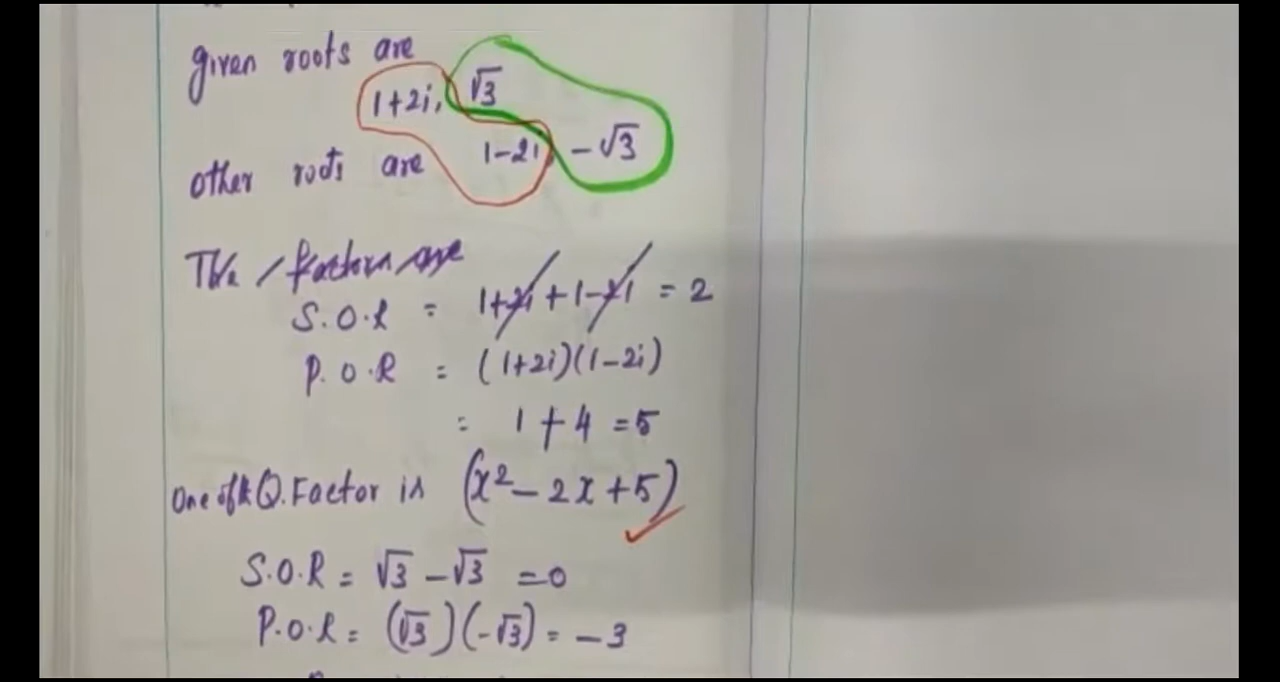 given roots are
1+2i, √3
other roots are 1-2i, -√3
The factors are
S.O.R = 1+2i+1-2i = 2
P.O.R = (1+2i)(1-2i)
= 1+4 = 5
One of Q.Factor is (x²-2x+5)
S.O.R = √3 -√3 = 0
P.O.R = (√3)(-√3) = -3